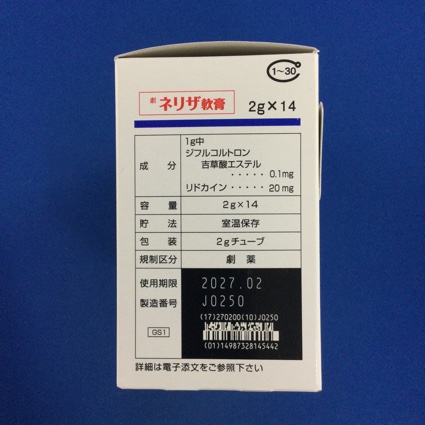 1〜30°
劇 ネリザ軟膏 2g×14
成分 1g中
ジフルコルトロン
吉草酸エステル
・・・・・ 0.1mg
リドカイン ・・・・・ 20mg
容量 2g×14
貯法 室温保存
包装 2gチューブ
規制区分 劇薬
使用期限 2027.02
製造番号 J0250
(17)270200(10)J0250
GS1
(01)14987328145442
詳細は電子添文をご参照下さい